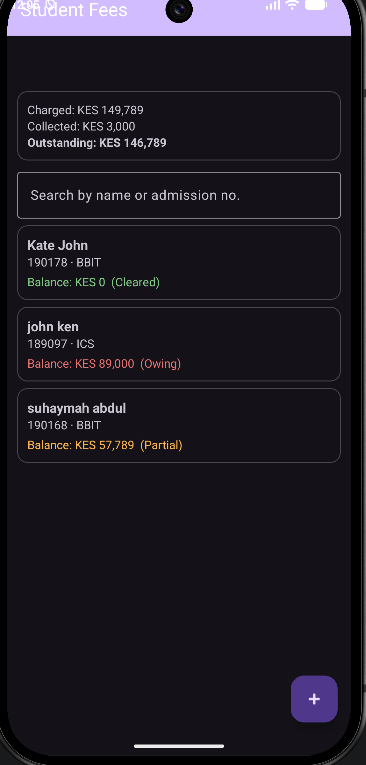 2:06
Student Fees
Charged: KES 149,789
Collected: KES 3,000
Outstanding: KES 146,789
Search by name or admission no.
Kate John
190178 · BBIT
Balance: KES 0 (Cleared)
john ken
189097 · ICS
Balance: KES 89,000 (Owing)
suhaymah abdul
190168 · BBIT
Balance: KES 57,789 (Partial)
+